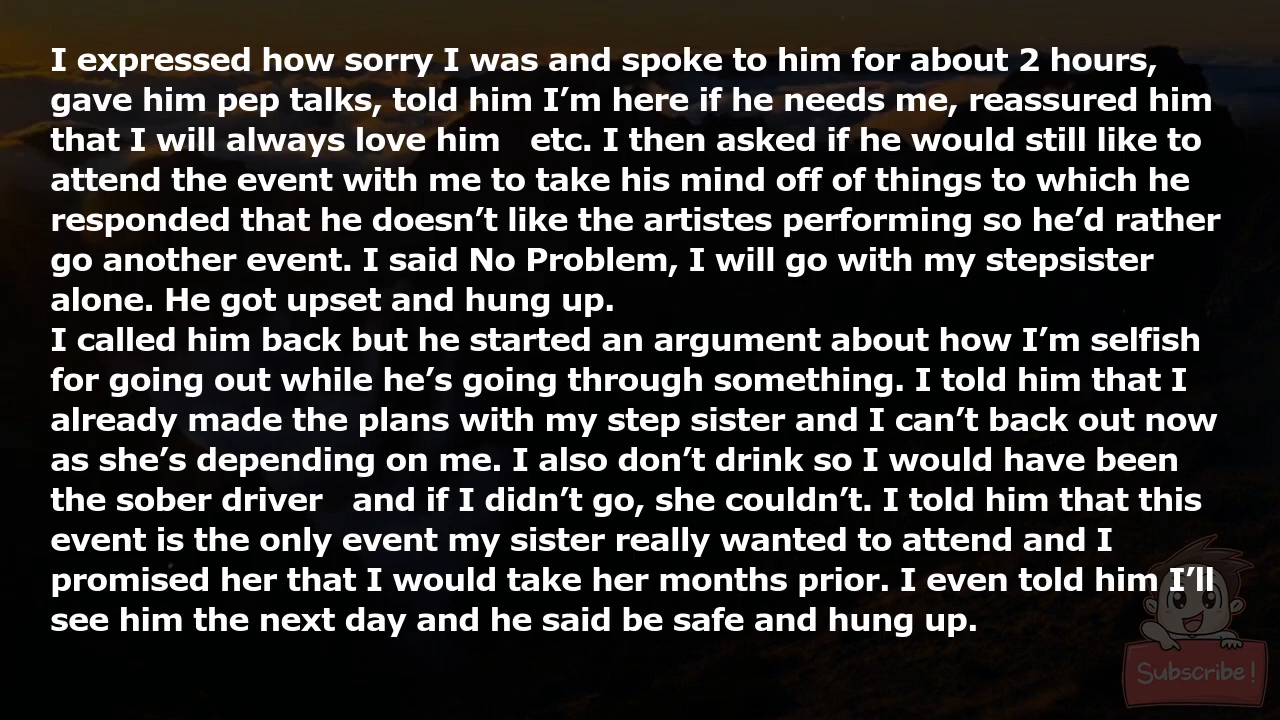 I expressed how sorry I was and spoke to him for about 2 hours,
gave him pep talks, told him I’m here if he needs me, reassured him
that I will always love him   etc. I then asked if he would still like to
attend the event with me to take his mind off of things to which he
responded that he doesn’t like the artistes performing so he’d rather
go another event. I said No Problem, I will go with my stepsister
alone. He got upset and hung up.
I called him back but he started an argument about how I’m selfish
for going out while he’s going through something. I told him that I
already made the plans with my step sister and I can’t back out now
as she’s depending on me. I also don’t drink so I would have been
the sober driver   and if I didn’t go, she couldn’t. I told him that this
event is the only event my sister really wanted to attend and I
promised her that I would take her months prior. I even told him I’ll
see him the next day and he said be safe and hung up.
Subscribe!